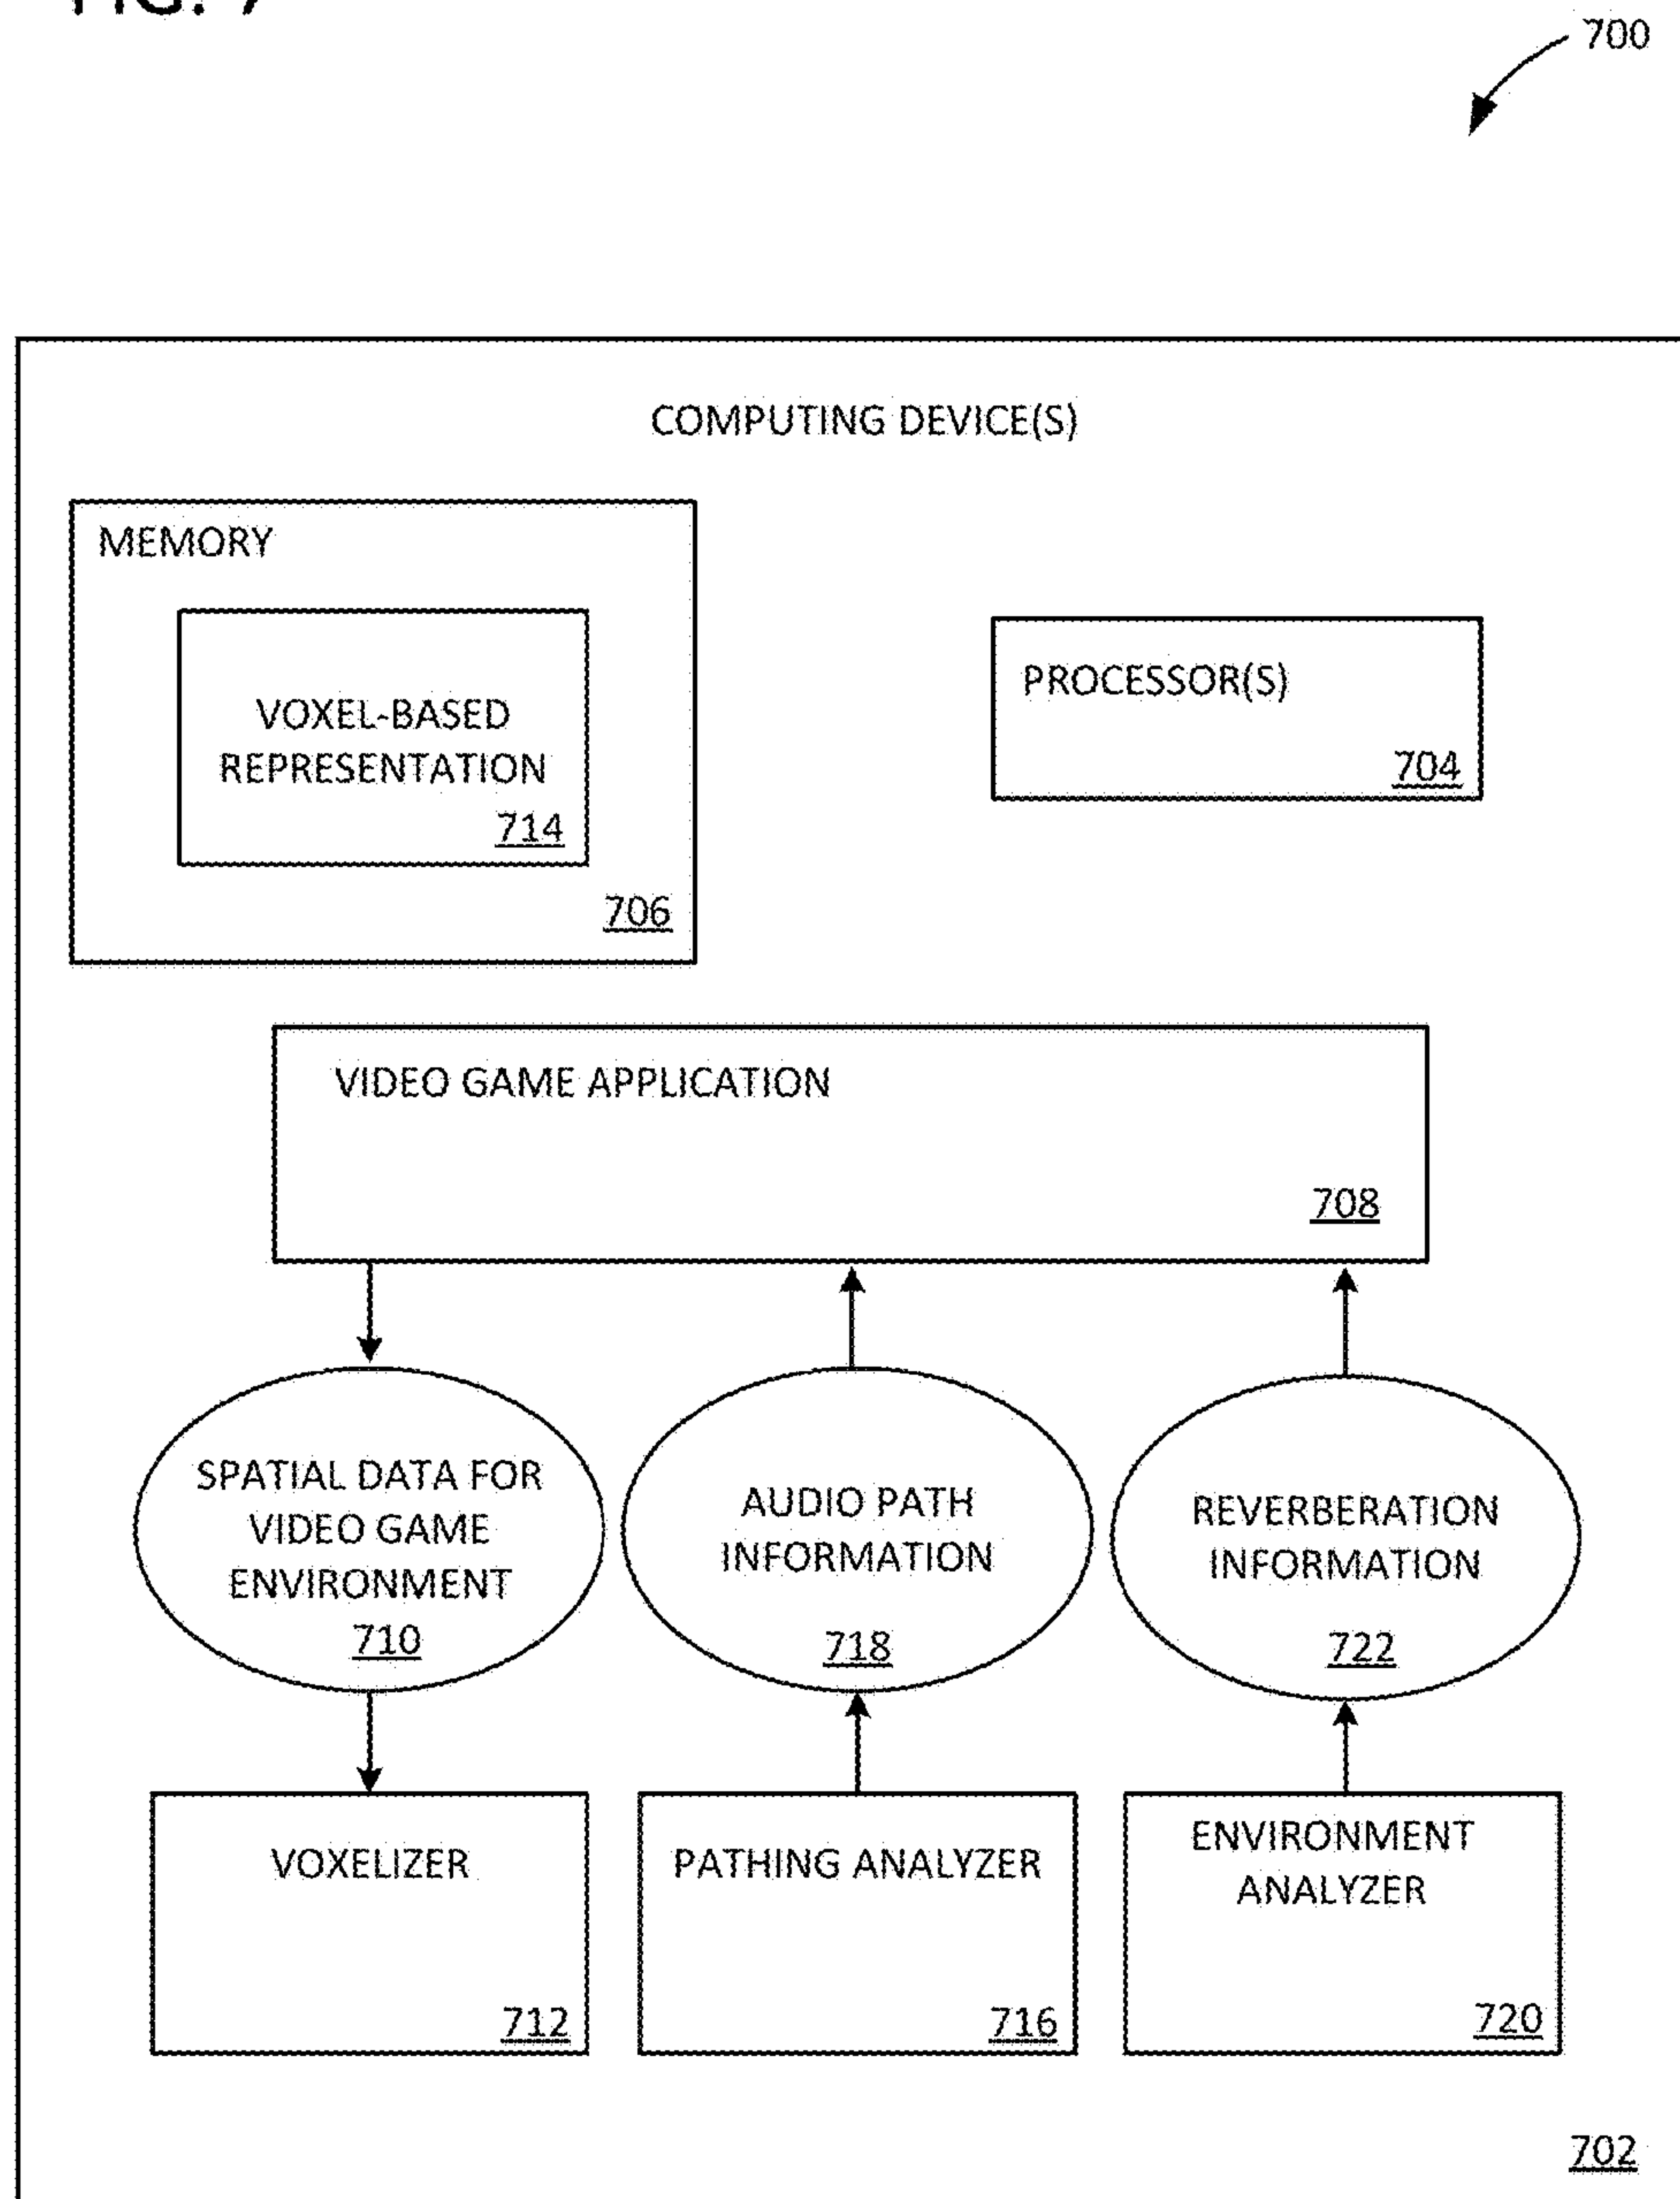 FIG. 7
700
COMPUTING DEVICE(S)
MEMORY
VOXEL-BASED
REPRESENTATION
714
706
PROCESSOR(S)
704
VIDEO GAME APPLICATION
708
SPATIAL DATA FOR
VIDEO GAME
ENVIRONMENT
710
AUDIO PATH
INFORMATION
718
REVERBERATION
INFORMATION
722
VOXELIZER
712
PATHING ANALYZER
716
ENVIRONMENT
ANALYZER
720
702